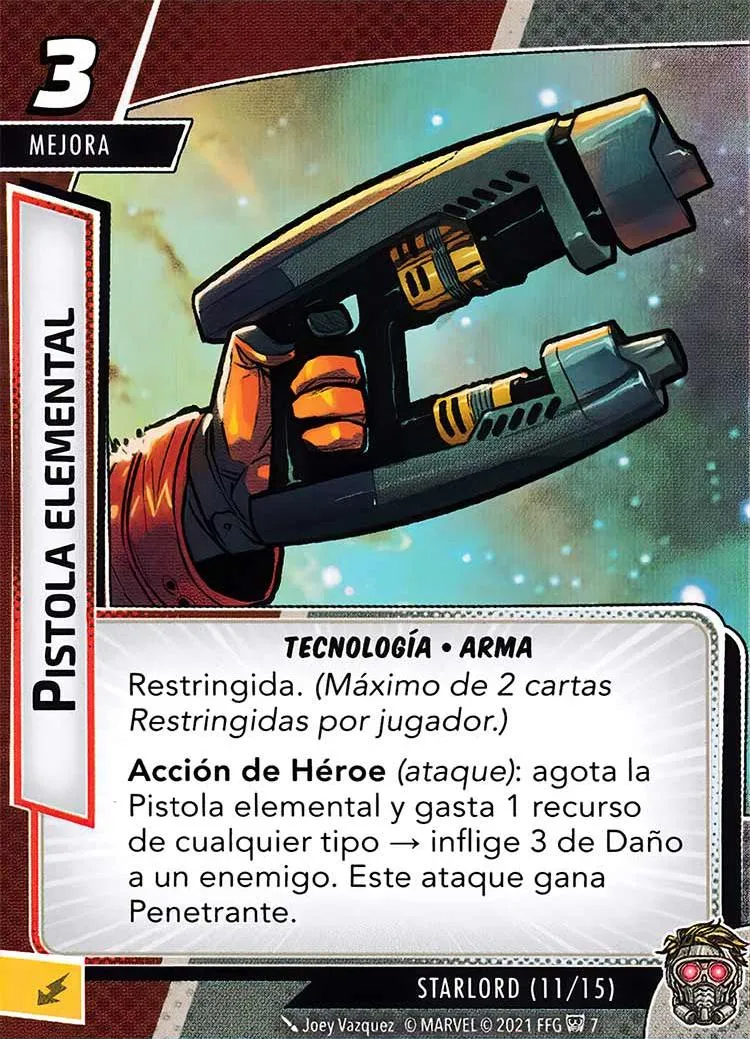 3
MEJORA
PISTOLA ELEMENTAL
TECNOLOGÍA • ARMA
Restringida. (Máximo de 2 cartas
Restringidas por jugador.)
Acción de Héroe (ataque): agota la
Pistola elemental y gasta 1 recurso
de cualquier tipo → inflige 3 de Daño
a un enemigo. Este ataque gana
Penetrante.
STARLORD (11/15)
Joey Vazquez © MARVEL © 2021 FFG 7